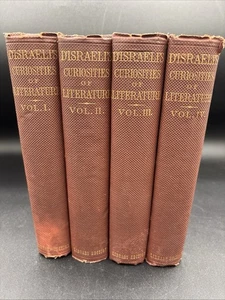 DISRAELI'S
CURIOSITIES
OF
LITERATURE
VOL. I.
DISRAELI'S
CURIOSITIES
OF
LITERATURE
VOL. II.
DISRAELI'S
CURIOSITIES
OF
LITERATURE
VOL. III.
DISRAELI'S
CURIOSITIES
OF
LITERATURE
VOL. IV.